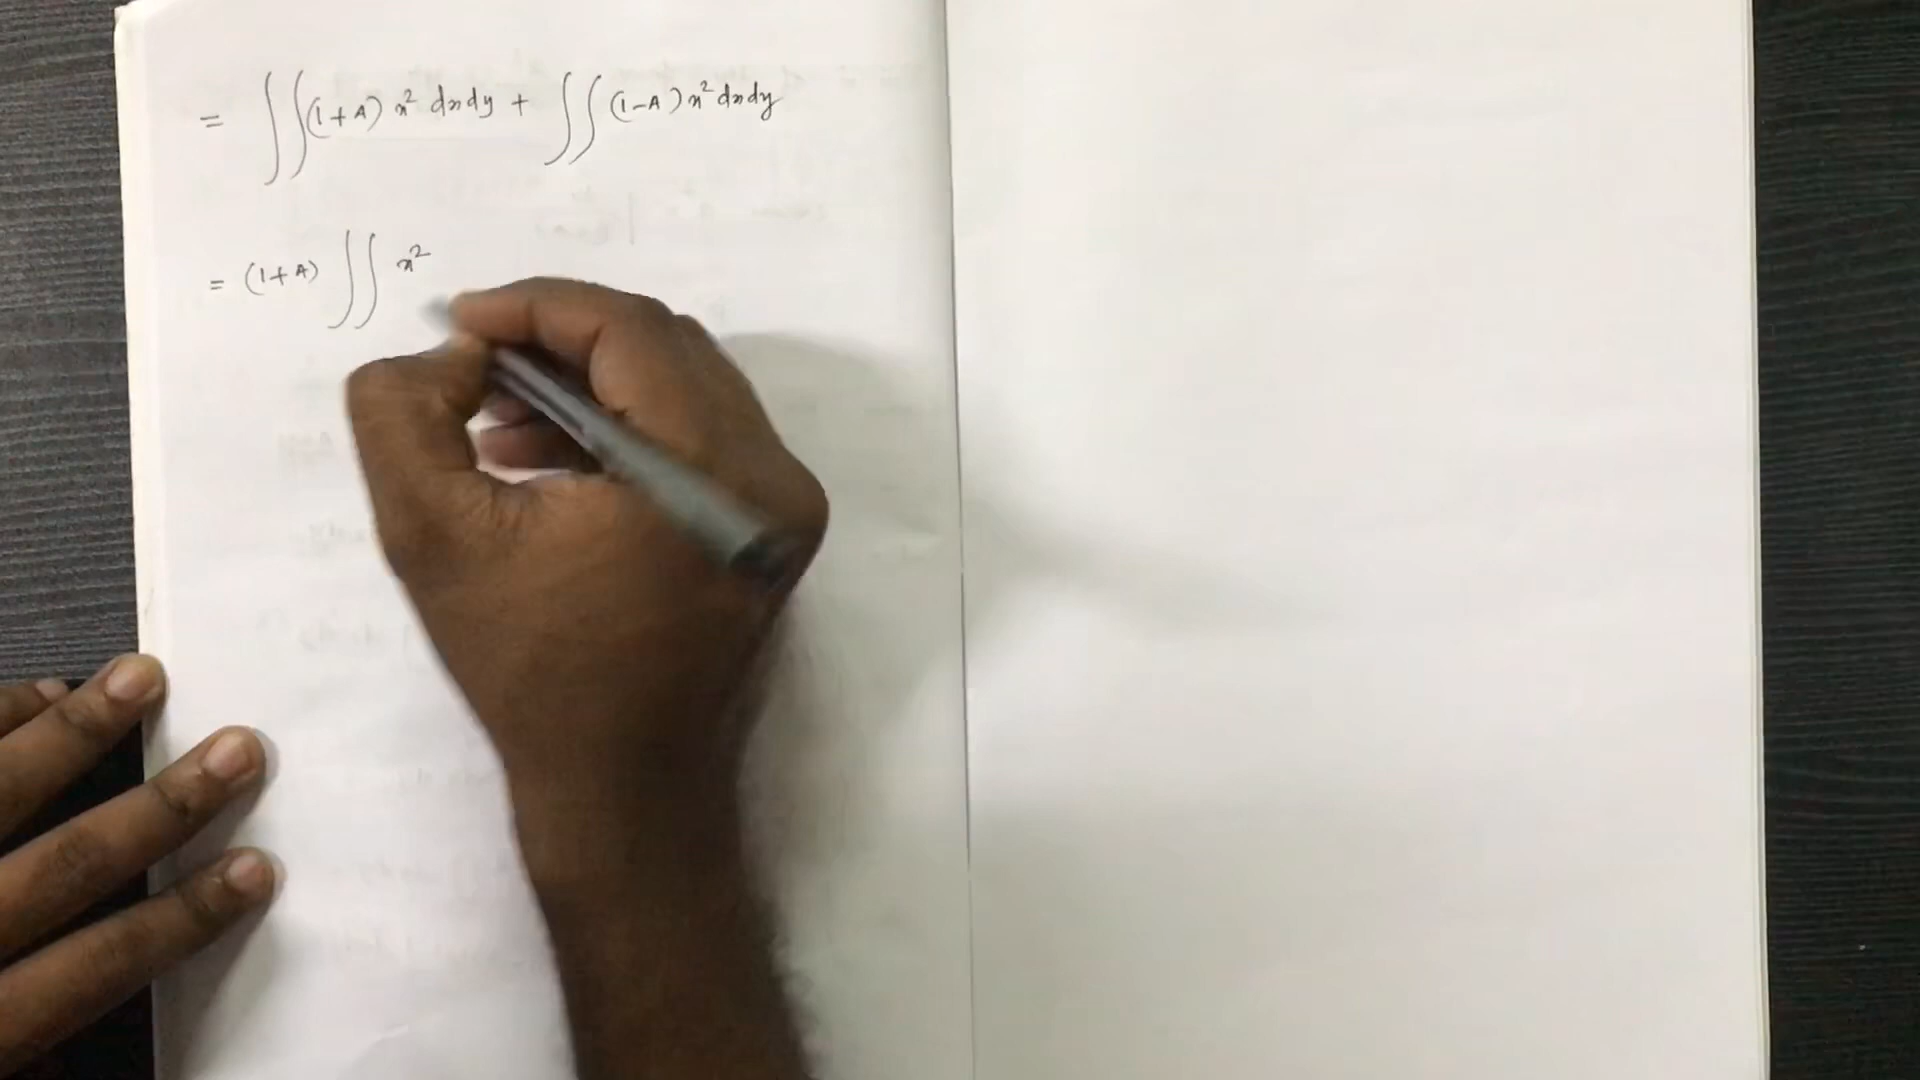 = ∫∫(1+A) x² dxdy + ∫∫ (1-A) x² dxdy
= (1+A) ∫∫ x²